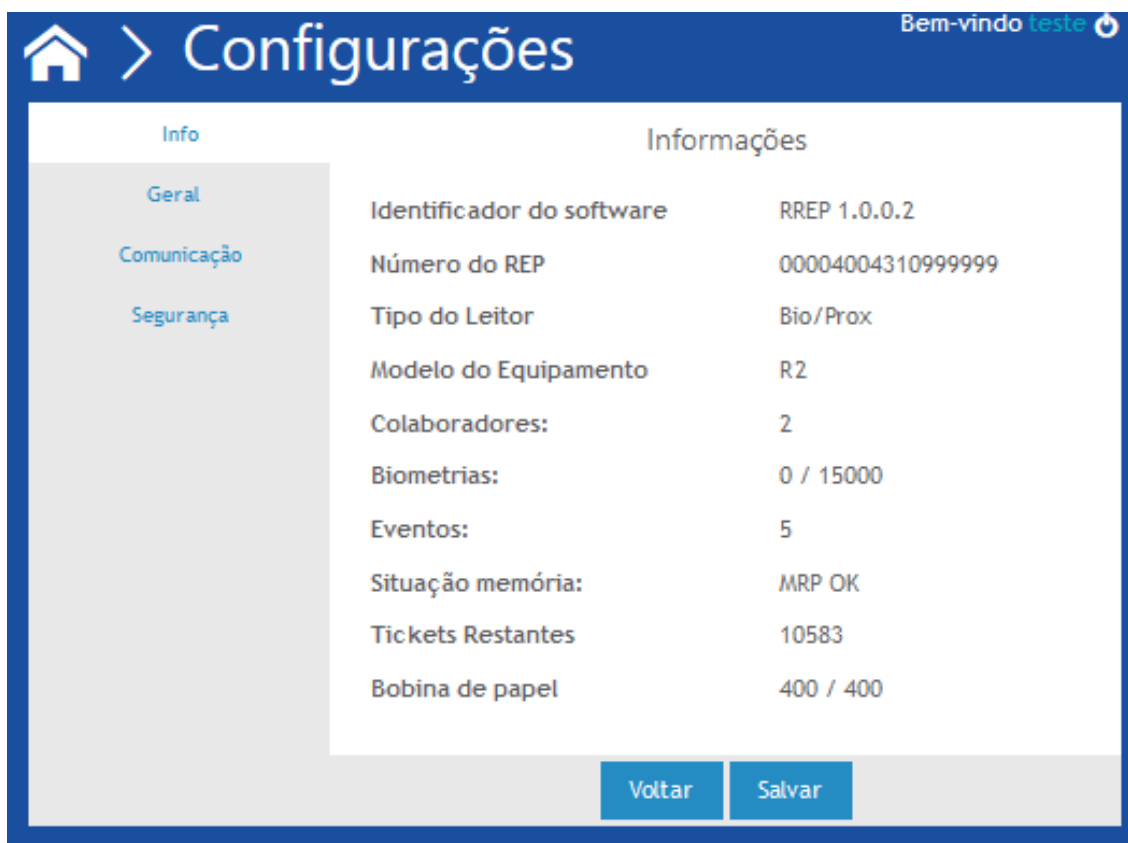 Configurações
Bem-vindo teste
Info
Geral
Comunicação
Segurança
Informações
Identificador do software RREP 1.0.0.2
Número do REP 00004004310999999
Tipo do Leitor Bio/Prox
Modelo do Equipamento R2
Colaboradores: 2
Biometrias: 0 / 15000
Eventos: 5
Situação memória: MRP OK
Tickets Restantes 10583
Bobina de papel 400 / 400
Voltar Salvar